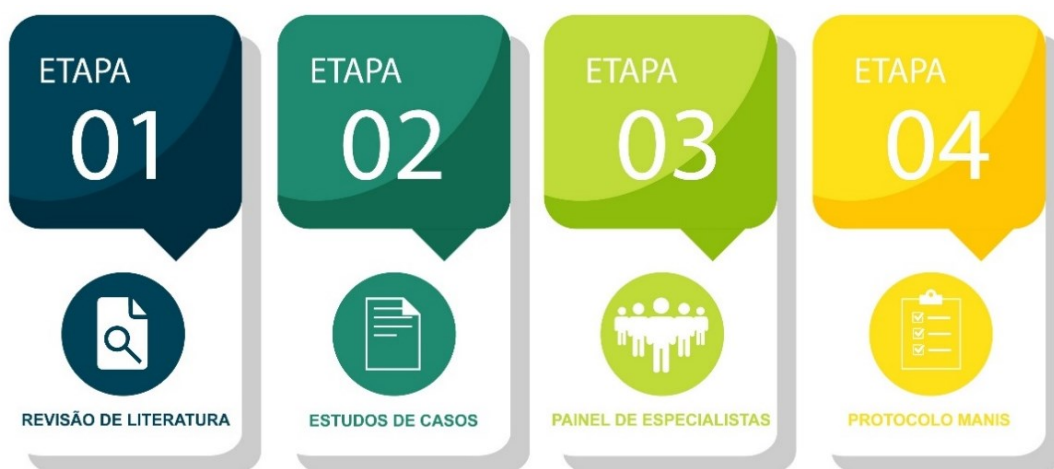 ETAPA
01
REVISÃO DE LITERATURA
ETAPA
02
ESTUDOS DE CASOS
ETAPA
03
PAINEL DE ESPECIALISTAS
ETAPA
04
PROTOCOLO MANIS